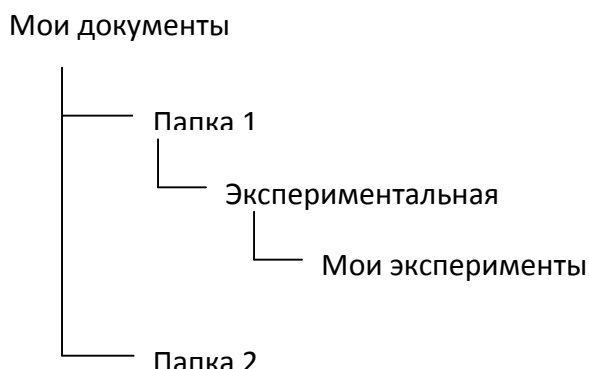 Мои документы
Папка 1
Экспериментальная
Мои эксперименты
Папка 2